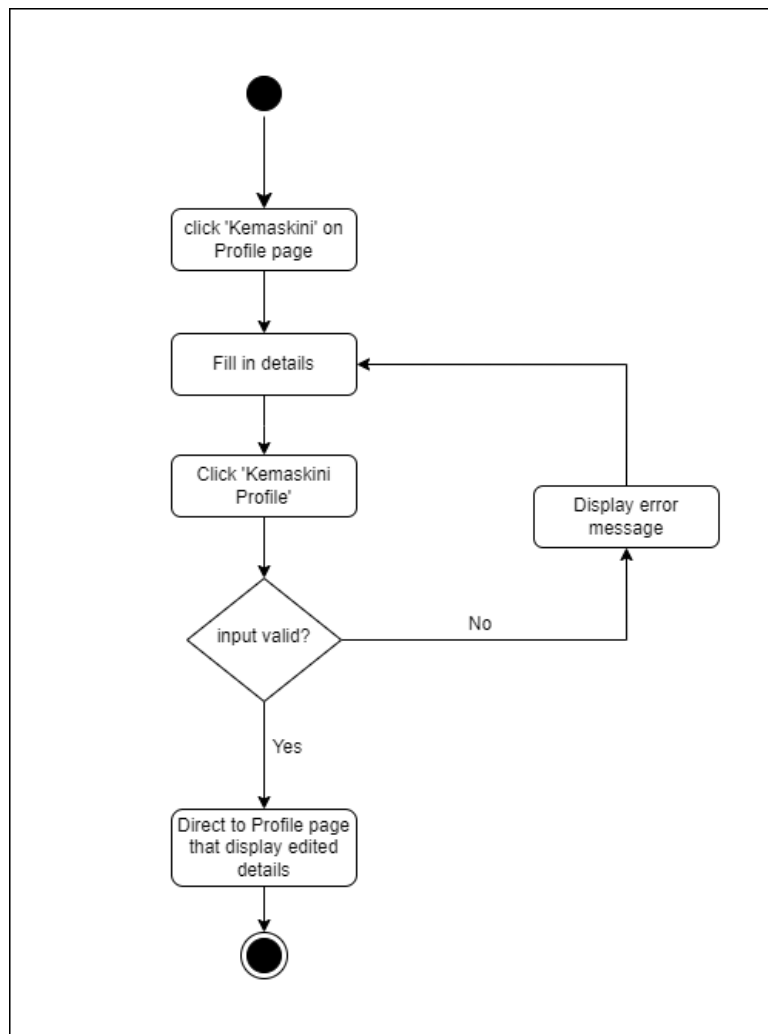 click 'Kemaskini' on
Profile page
Fill in details
Click 'Kemaskini
Profile'
Display error
message
input valid?
No
Yes
Direct to Profile page
that display edited
details